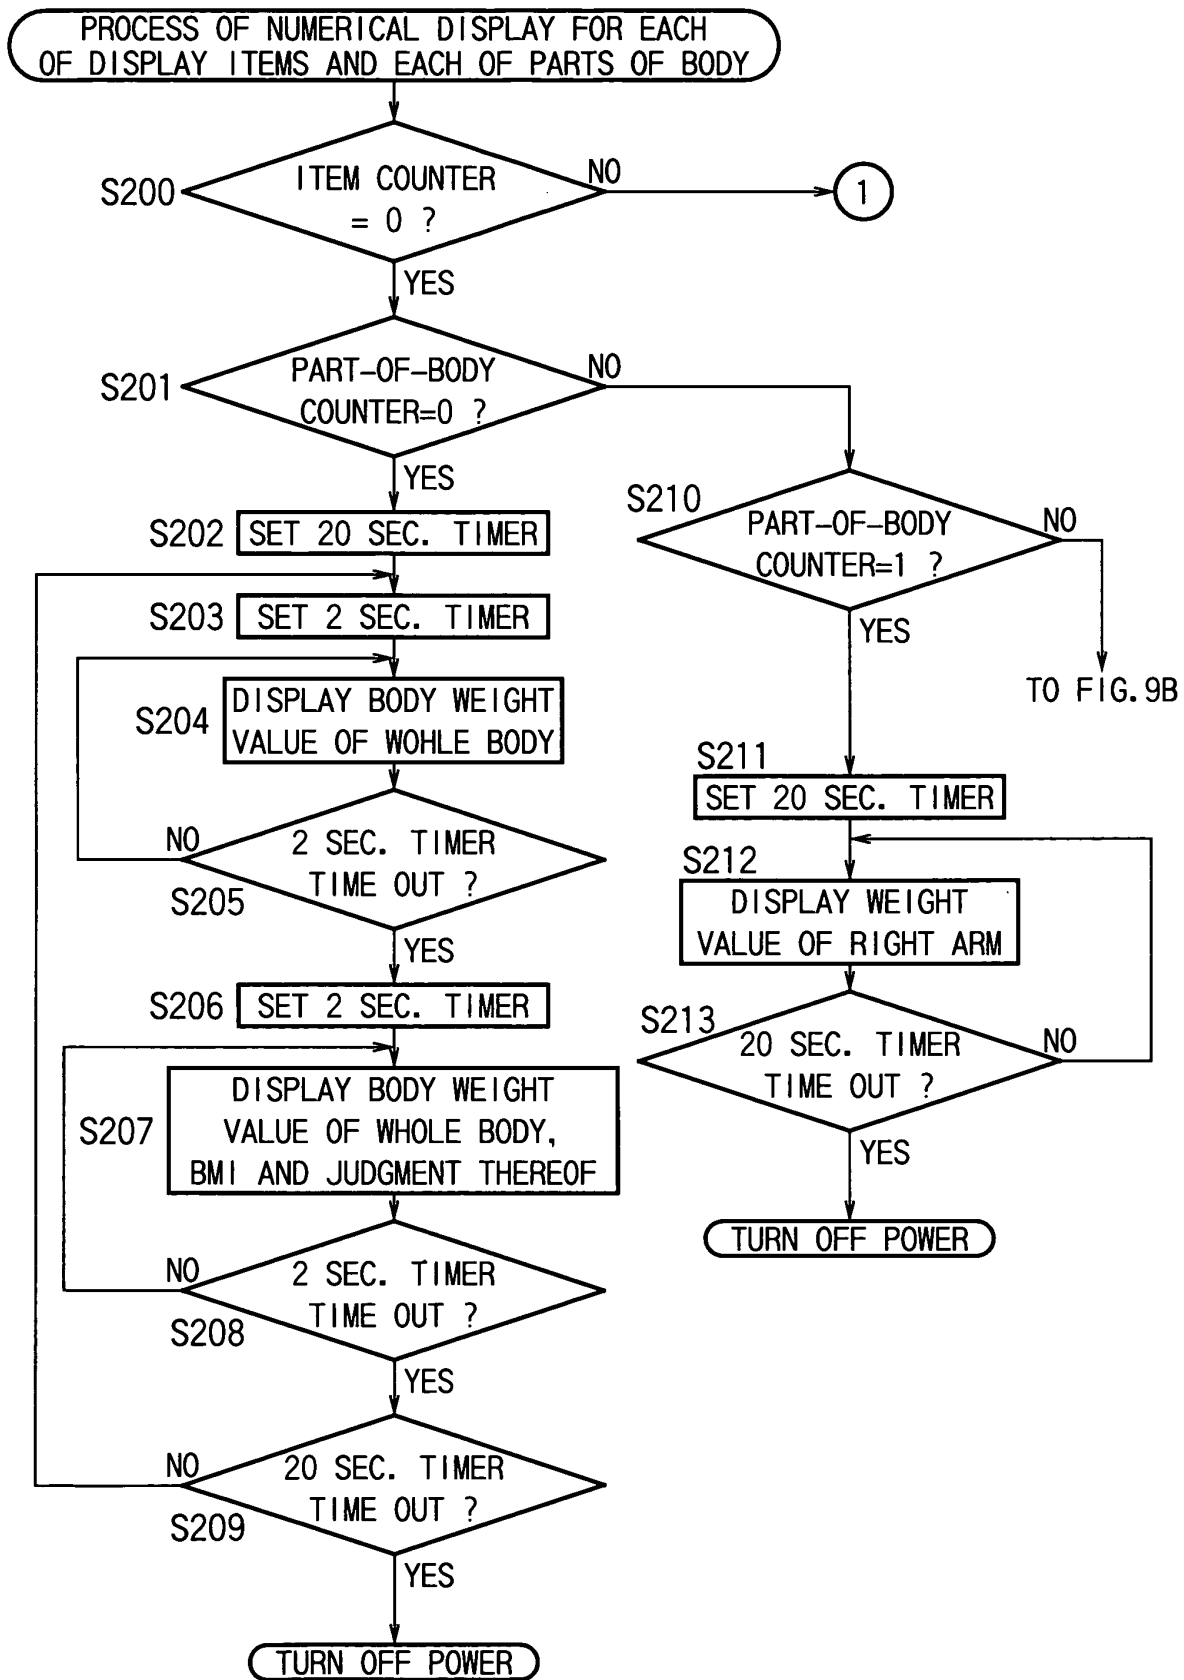 PROCESS OF NUMERICAL DISPLAY FOR EACH
OF DISPLAY ITEMS AND EACH OF PARTS OF BODY
S200
ITEM COUNTER
= 0 ?
NO
1
YES
S201
PART-OF-BODY
COUNTER=0 ?
NO
YES
S202
SET 20 SEC. TIMER
S203
SET 2 SEC. TIMER
S204
DISPLAY BODY WEIGHT
VALUE OF WOHLE BODY
NO
2 SEC. TIMER
TIME OUT ?
S205
YES
S206
SET 2 SEC. TIMER
S207
DISPLAY BODY WEIGHT
VALUE OF WHOLE BODY,
BMI AND JUDGMENT THEREOF
NO
2 SEC. TIMER
TIME OUT ?
S208
YES
NO
20 SEC. TIMER
TIME OUT ?
S209
YES
TURN OFF POWER
S210
PART-OF-BODY
COUNTER=1 ?
NO
YES
TO FIG.9B
S211
SET 20 SEC. TIMER
S212
DISPLAY WEIGHT
VALUE OF RIGHT ARM
S213
20 SEC. TIMER
TIME OUT ?
NO
YES
TURN OFF POWER